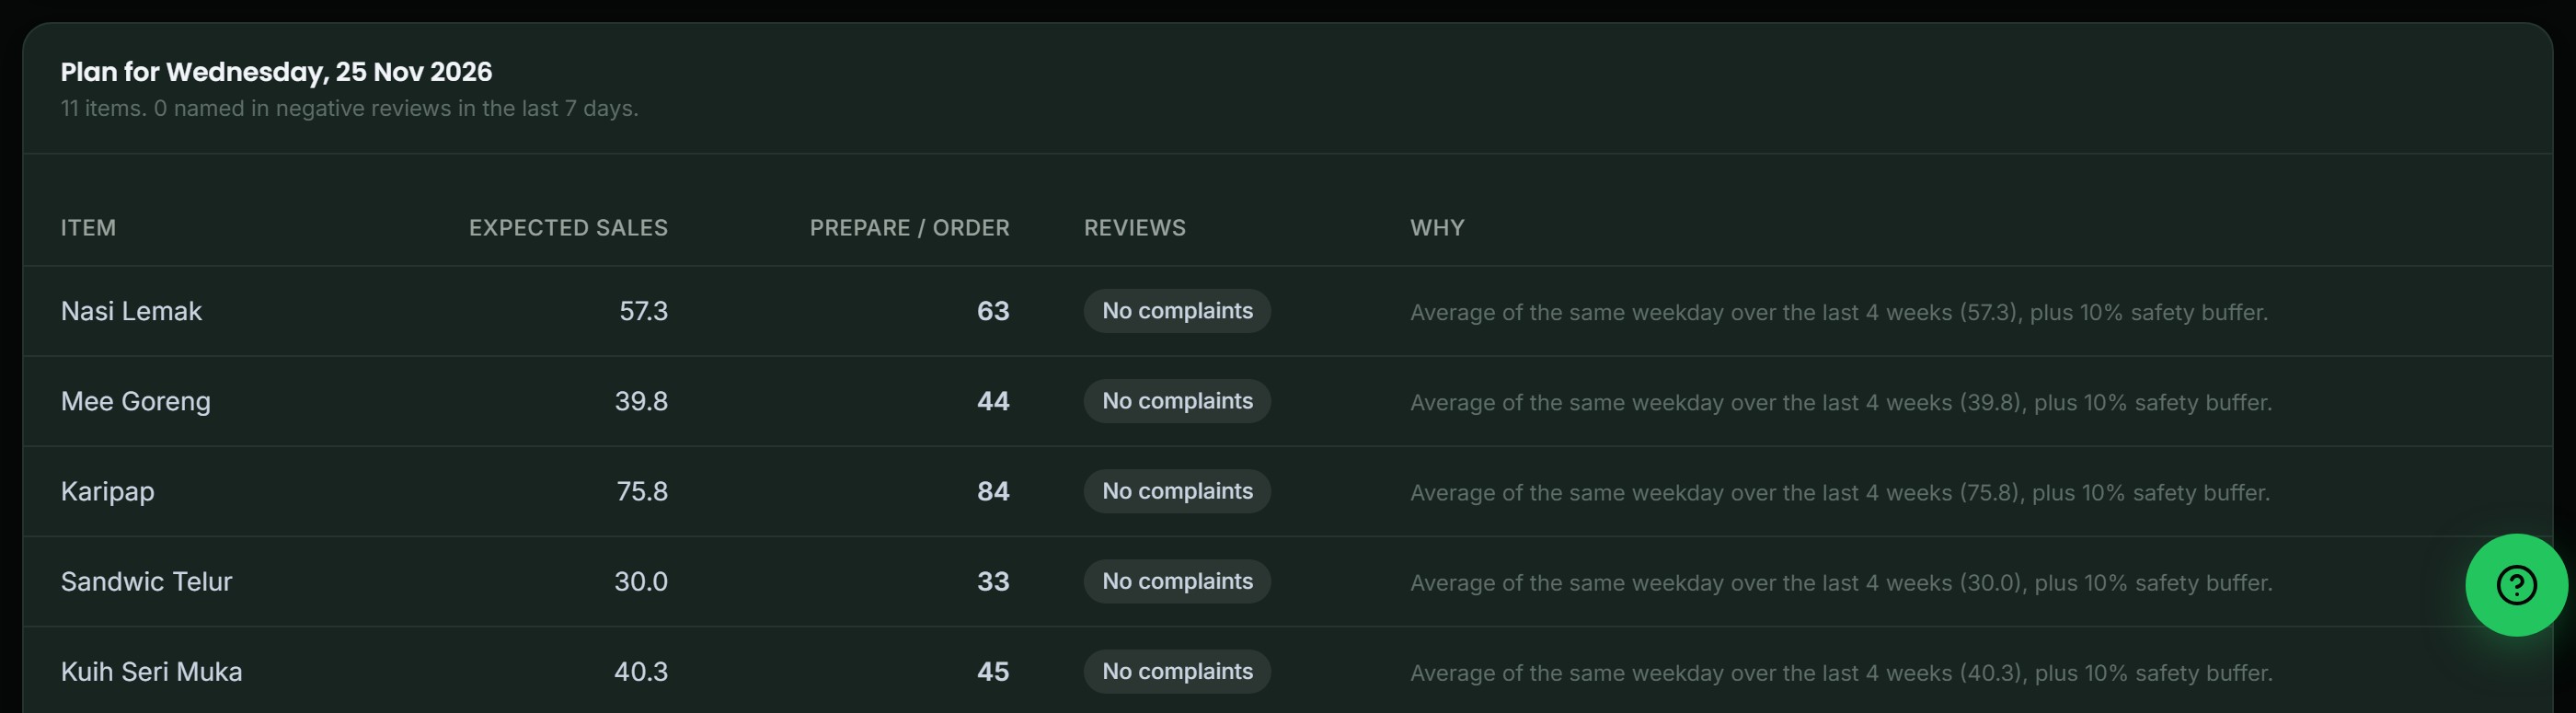 Plan for Wednesday, 25 Nov 2026
11 items. 0 named in negative reviews in the last 7 days.
ITEM EXPECTED SALES PREPARE / ORDER REVIEWS WHY
Nasi Lemak 57.3 63 No complaints Average of the same weekday over the last 4 weeks (57.3), plus 10% safety buffer.
Mee Goreng 39.8 44 No complaints Average of the same weekday over the last 4 weeks (39.8), plus 10% safety buffer.
Karipap 75.8 84 No complaints Average of the same weekday over the last 4 weeks (75.8), plus 10% safety buffer.
Sandwic Telur 30.0 33 No complaints Average of the same weekday over the last 4 weeks (30.0), plus 10% safety buffer.
Kuih Seri Muka 40.3 45 No complaints Average of the same weekday over the last 4 weeks (40.3), plus 10% safety buffer.